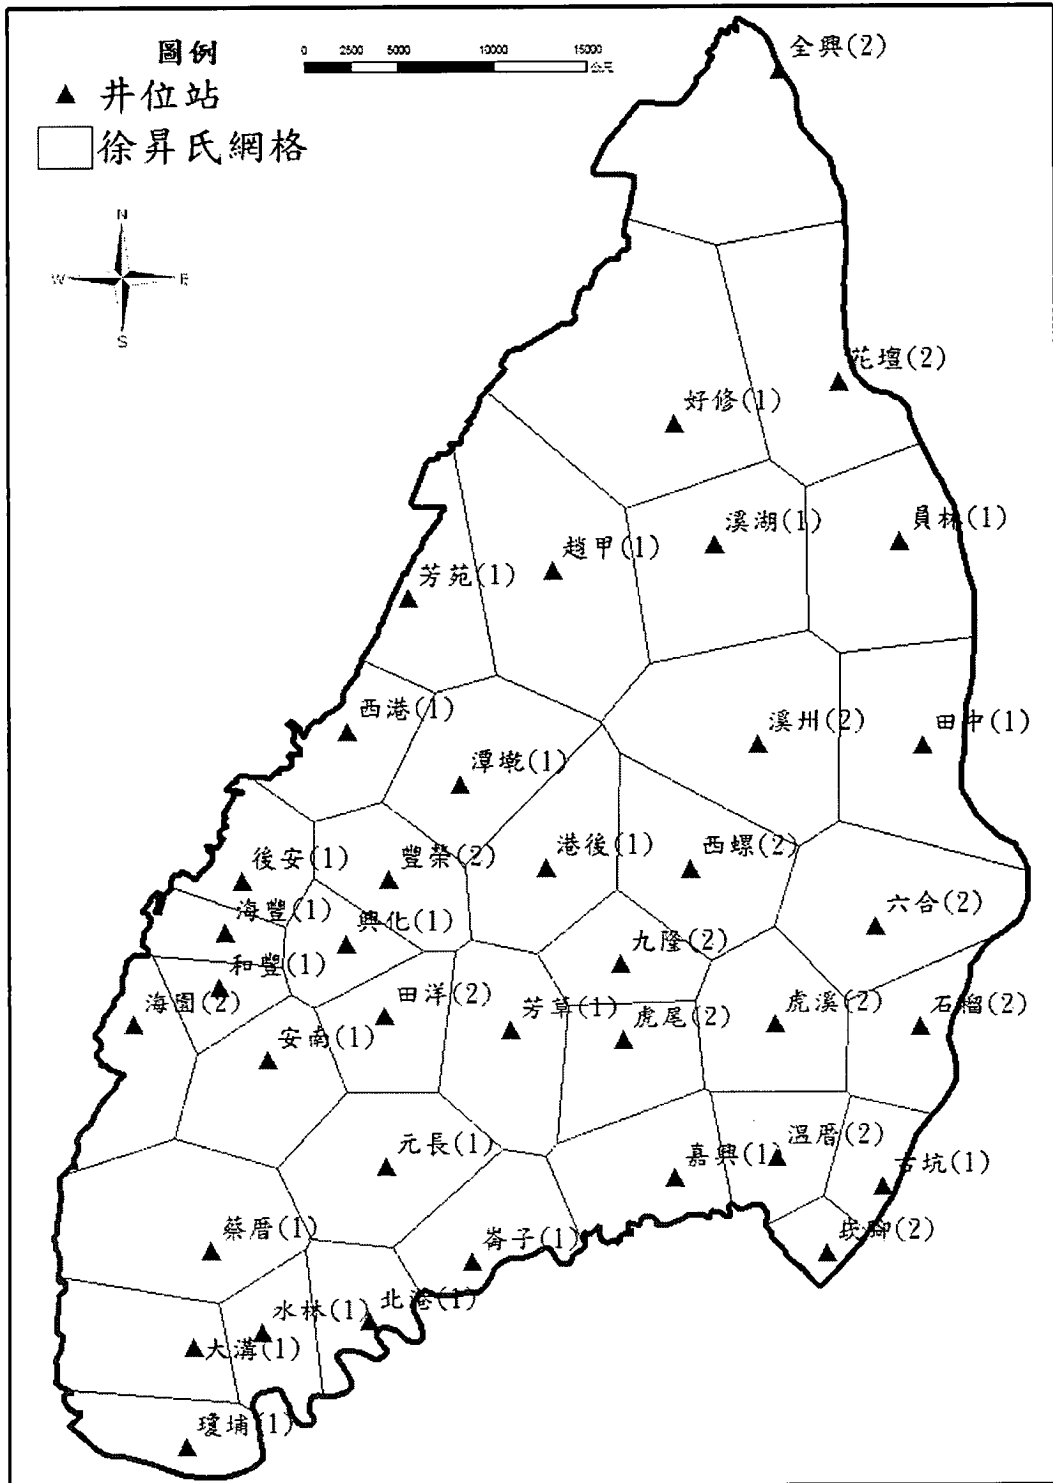 圖例
井位站
徐昇氏網格
0 2500 5000 10000 15000
公尺
N
W E
S
全興(2)
花壇(2)
好修(1)
溪湖(1)
員林(1)
趙甲(1)
芳苑(1)
西港(1)
溪州(2)
田中(1)
潭墘(1)
後安(1)
豐榮(2)
港後(1)
西螺(2)
海豐(1)
興化(1)
六合(2)
九隆(2)
和豐(1)
海園(2)
田洋(2)
芳草(1)
虎尾(2)
虎溪(2)
石榴(2)
安南(1)
元長(1)
嘉興(1)
溫厝(2)
古坑(1)
蔡厝(1)
崙子(1)
崁腳(2)
水林(1)
北港(1)
大溝(1)
瓊埔(1)